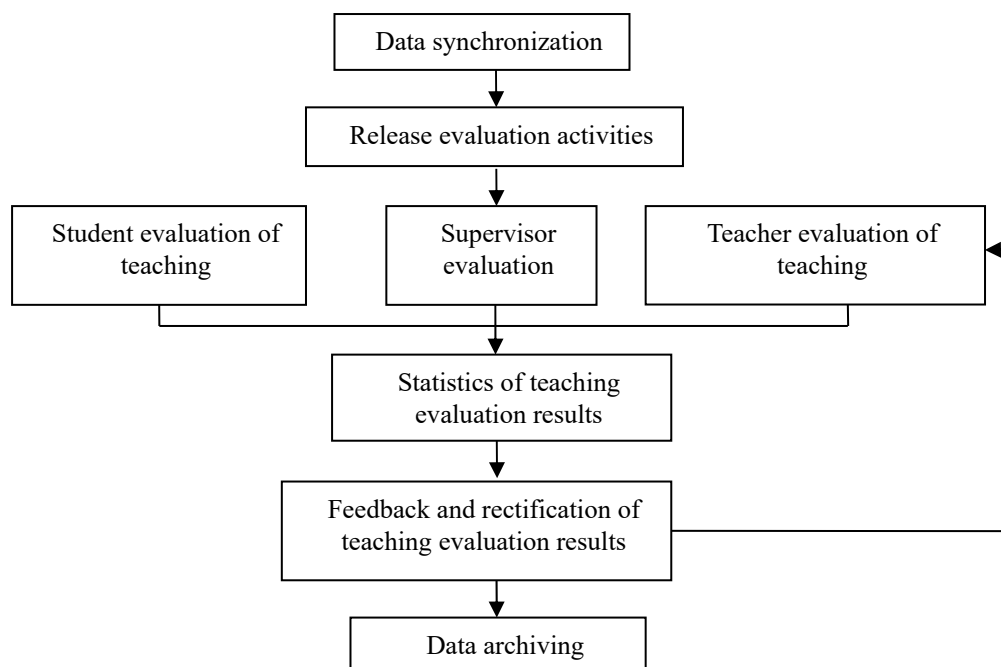 Data synchronization
Release evaluation activities
Student evaluation of
teaching
Supervisor
evaluation
Teacher evaluation of
teaching
Statistics of teaching
evaluation results
Feedback and rectification of
teaching evaluation results
Data archiving